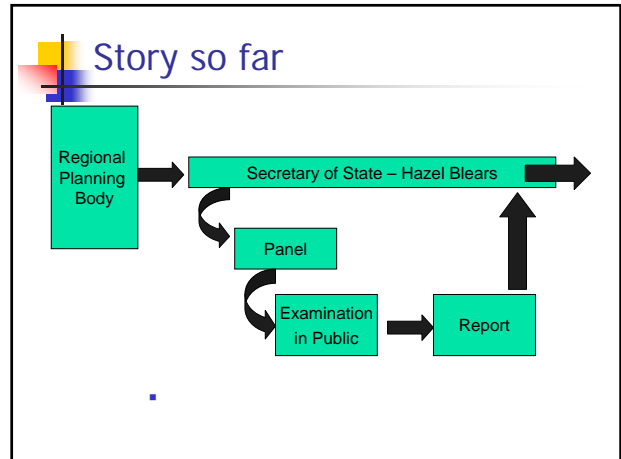 Story so far
Regional
Planning
Body
Secretary of State – Hazel Blears
Panel
Examination
in Public
Report